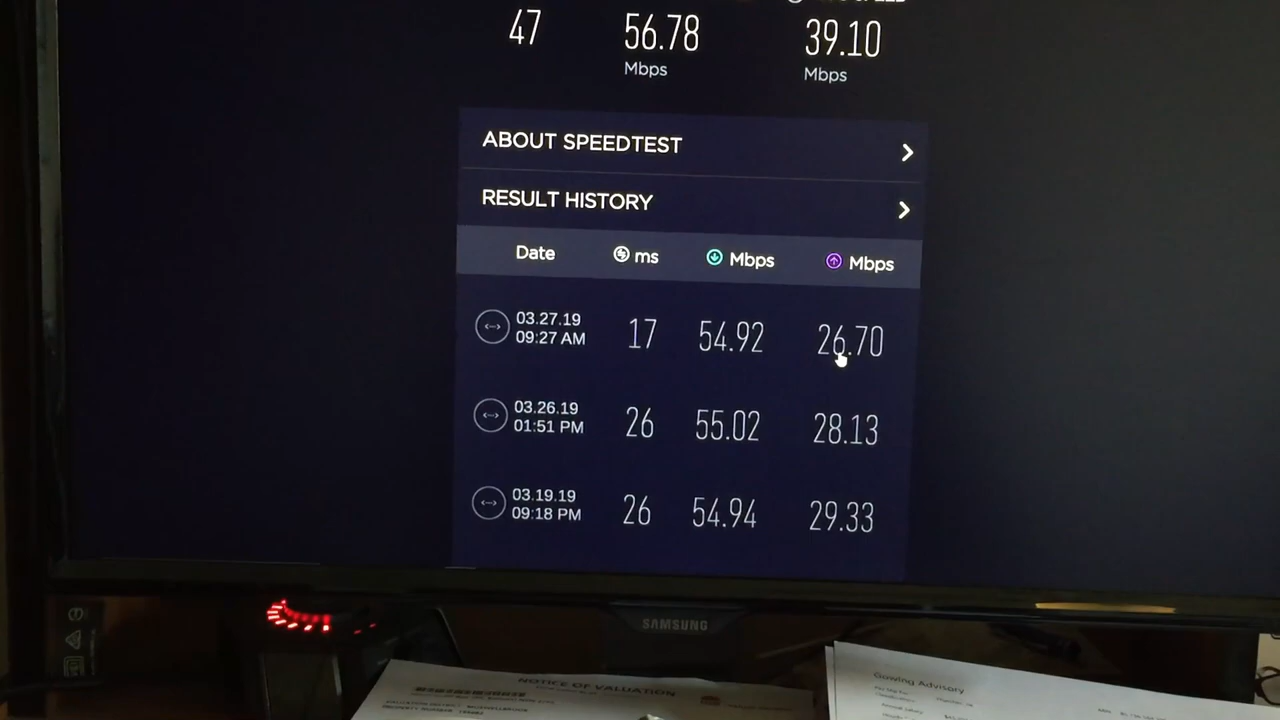 47 56.78 39.10
Mbps Mbps
ABOUT SPEEDTEST
RESULT HISTORY
Date ms Mbps Mbps
03.27.19
09:27 AM
17 54.92 26.70
03.26.19
01:51 PM
26 55.02 28.13
03.19.19
09:18 PM
26 54.94 29.33
SAMSUNG
NOTICE OF VALUATION
Gowing Advisory